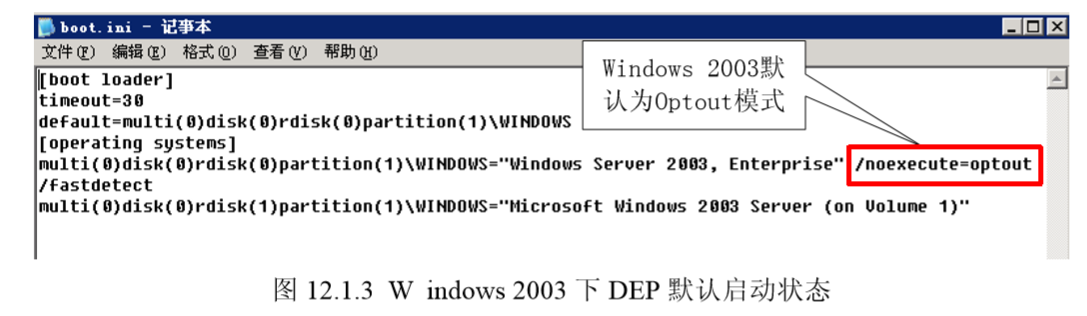 boot.ini - 记事本
文件(F) 编辑(E) 格式(O) 查看(V) 帮助(H)
Windows 2003默
认为Optout模式
[boot loader]
timeout=30
default=multi(0)disk(0)rdisk(0)partition(1)\WINDOWS
[operating systems]
multi(0)disk(0)rdisk(0)partition(1)\WINDOWS="Windows Server 2003, Enterprise" /noexecute=optout
/fastdetect
multi(0)disk(0)rdisk(1)partition(1)\WINDOWS="Microsoft Windows 2003 Server (on Volume 1)"
图 12.1.3 W indows 2003 下 DEP 默认启动状态